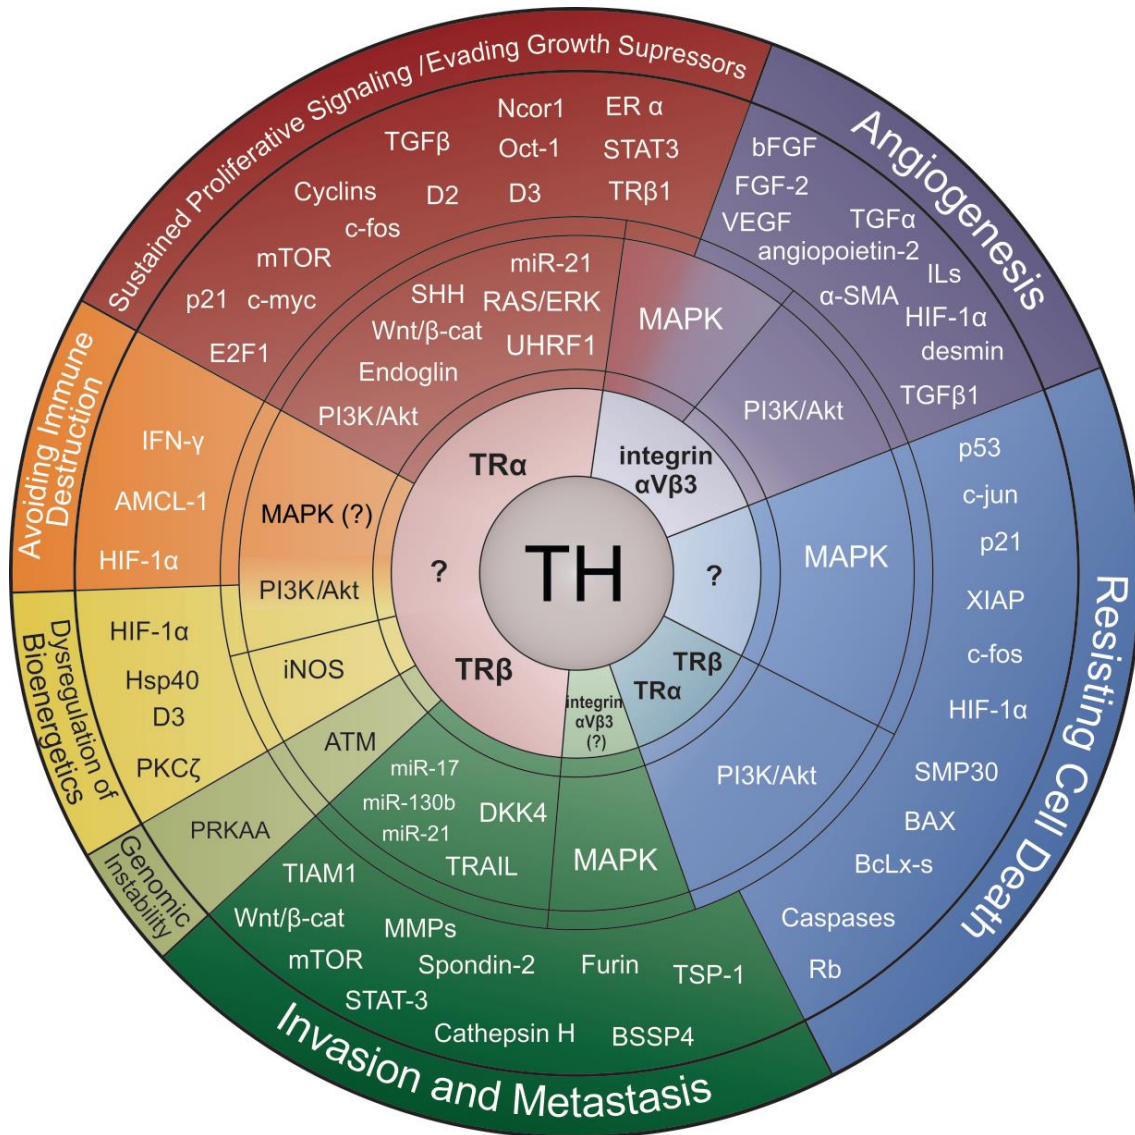 Sustained Proliferative Signaling / Evading Growth Supressors
Ncor1
ER α
TGFβ
Oct-1
STAT3
Cyclins
D2
D3
TRβ1
c-fos
mTOR
p21
c-myc
E2F1
miR-21
SHH
RAS/ERK
Wnt/β-cat
UHRF1
Endoglin
PI3K/Akt
MAPK
Angiogenesis
bFGF
FGF-2
VEGF
TGFα
angiopoietin-2
ILs
α-SMA
HIF-1α
desmin
TGFβ1
PI3K/Akt
Resisting Cell Death
p53
c-jun
p21
XIAP
c-fos
HIF-1α
SMP30
BAX
BcLx-s
Caspases
Rb
MAPK
PI3K/Akt
Invasion and Metastasis
TIAM1
Wnt/β-cat
MMPs
mTOR
Spondin-2
Furin
TSP-1
STAT-3
Cathepsin H
BSSP4
miR-17
miR-130b
DKK4
miR-21
TRAIL
MAPK
Genomic
Instability
PRKAA
ATM
Dysregulation of
Bioenergetics
HIF-1α
Hsp40
D3
PKCζ
iNOS
PI3K/Akt
Avoiding Immune
Destruction
IFN-γ
AMCL-1
HIF-1α
MAPK (?)
TRα
?
TRβ
integrin
αVβ3
?
TRβ
TRα
integrin
αVβ3
(?)
TH